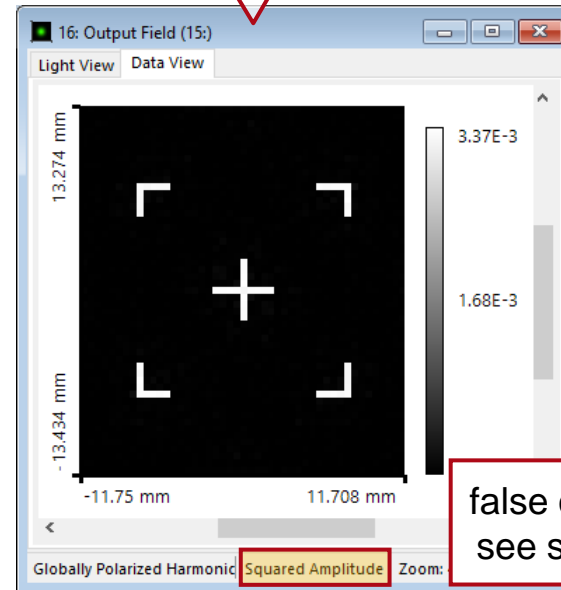 16: Output Field (15:)
Light View Data View
13.274 mm
-13.434 mm
3.37E-3
1.68E-3
-11.75 mm 11.708 mm
false
see
Globally Polarized Harmonic Squared Amplitude Zoom: